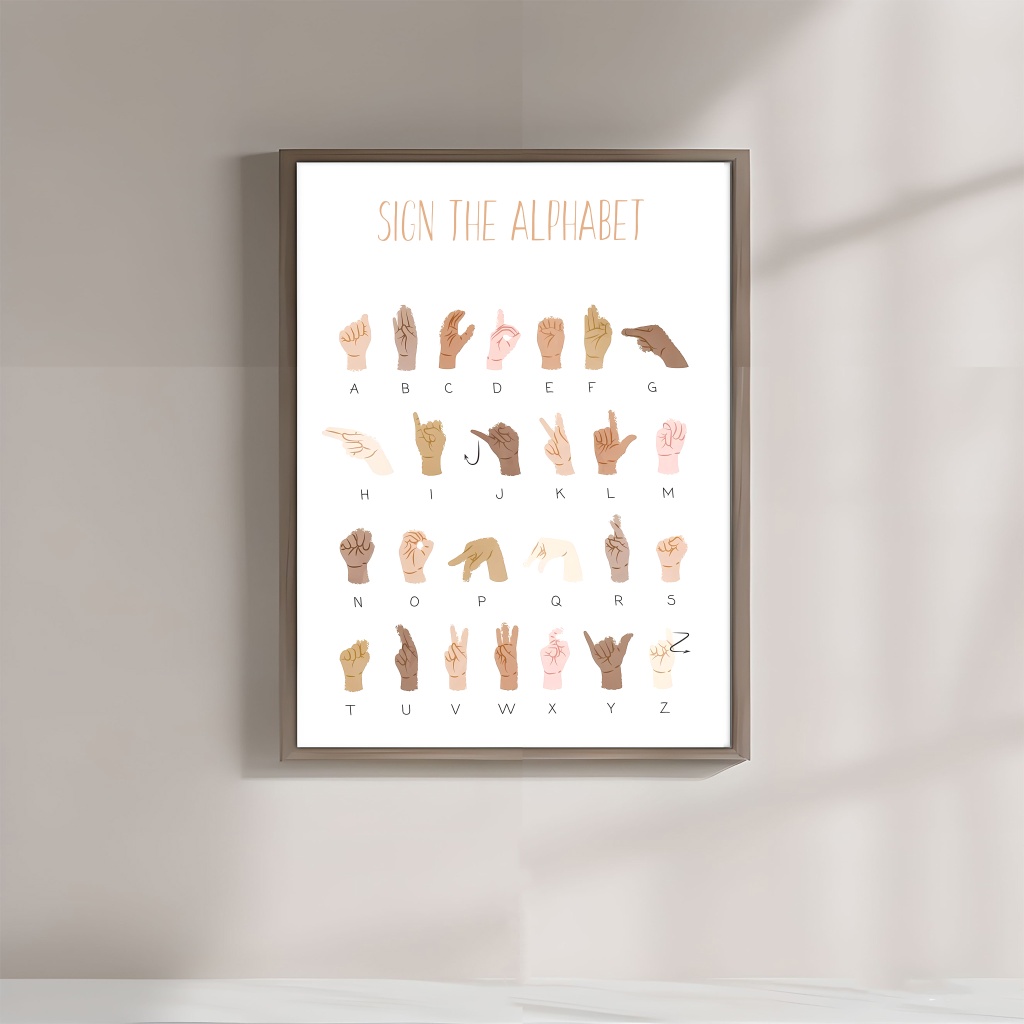 SIGN THE ALPHABET
A B C D E F G
H I J K L M
N O P Q R S
T U V W X Y Z